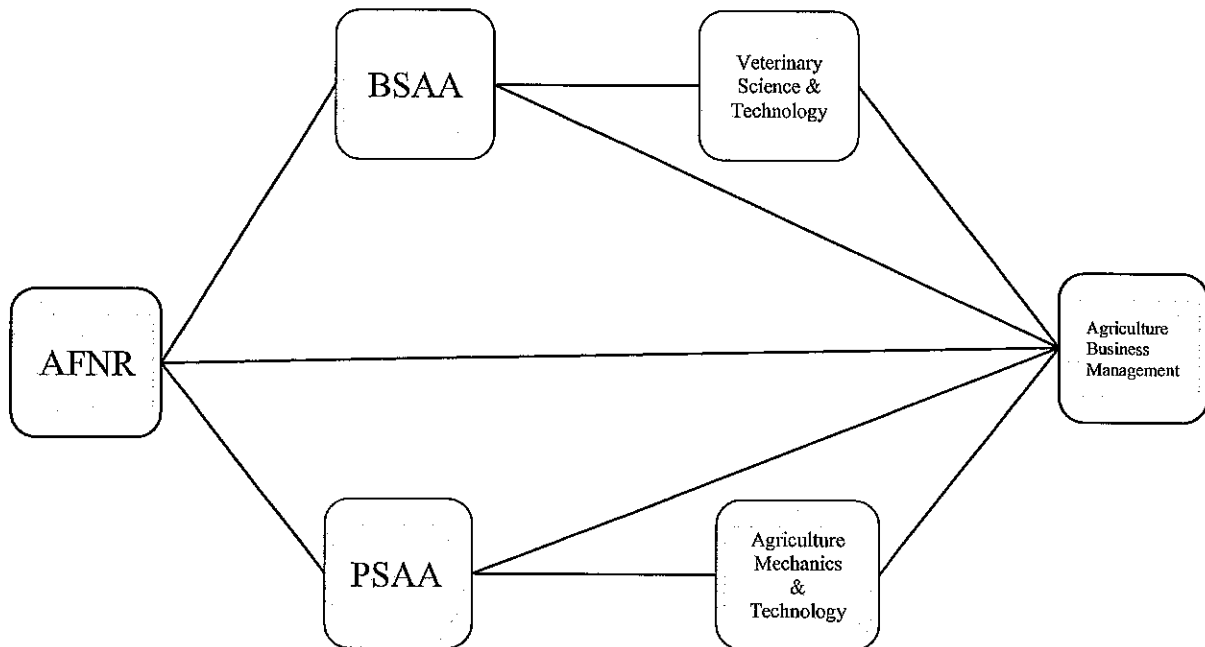 BSAA
Veterinary
Science &
Technology
AFNR
Agriculture
Business
Management
PSAA
Agriculture
Mechanics
&
Technology